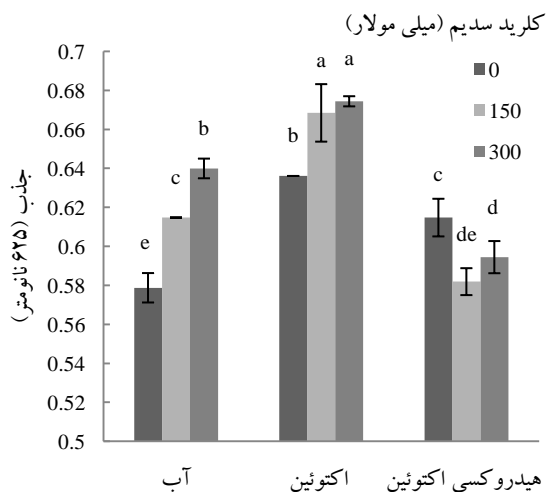 کلرید سدیم (میلی مولار)
0
150
300
جذب (۶۲۵ نانومتر)
0.7
0.68
0.66
0.64
0.62
0.6
0.58
0.56
0.54
0.52
0.5
e
c
b
b
a
a
c
de
d
آب
اکتوئین
هیدروکسی اکتوئین